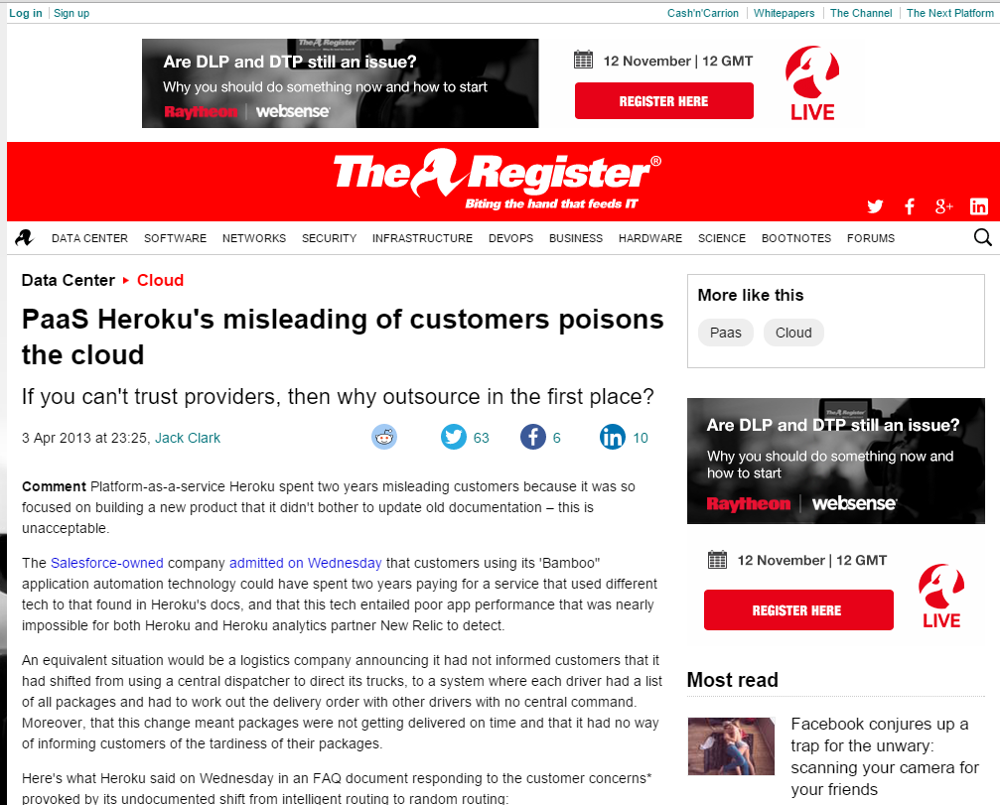 Log in Sign up
Cash'n'Carrion Whitepapers The Channel The Next Platform
The Register
Are DLP and DTP still an issue?
Why you should do something now and how to start
Raytheon websense
12 November | 12 GMT
REGISTER HERE
LIVE
The Register®
Biting the hand that feeds IT
DATA CENTER SOFTWARE NETWORKS SECURITY INFRASTRUCTURE DEVOPS BUSINESS HARDWARE SCIENCE BOOTNOTES FORUMS
Data Center Cloud
PaaS Heroku's misleading of customers poisons
the cloud
If you can't trust providers, then why outsource in the first place?
3 Apr 2013 at 23:25, Jack Clark
63
6
10
Comment Platform-as-a-service Heroku spent two years misleading customers because it was so
focused on building a new product that it didn't bother to update old documentation – this is
unacceptable.
The Salesforce-owned company admitted on Wednesday that customers using its 'Bamboo"
application automation technology could have spent two years paying for a service that used different
tech to that found in Heroku's docs, and that this tech entailed poor app performance that was nearly
impossible for both Heroku and Heroku analytics partner New Relic to detect.
An equivalent situation would be a logistics company announcing it had not informed customers that it
had shifted from using a central dispatcher to direct its trucks, to a system where each driver had a list
of all packages and had to work out the delivery order with other drivers with no central command.
Moreover, that this change meant packages were not getting delivered on time and that it had no way
of informing customers of the tardiness of their packages.
Here's what Heroku said on Wednesday in an FAQ document responding to the customer concerns*
provoked by its undocumented shift from intelligent routing to random routing:
More like this
Paas Cloud
The Register
Are DLP and DTP still an issue?
Why you should do something now and
how to start
Raytheon websense
12 November | 12 GMT
REGISTER HERE
LIVE
Most read
Facebook conjures up a
trap for the unwary:
scanning your camera for
your friends